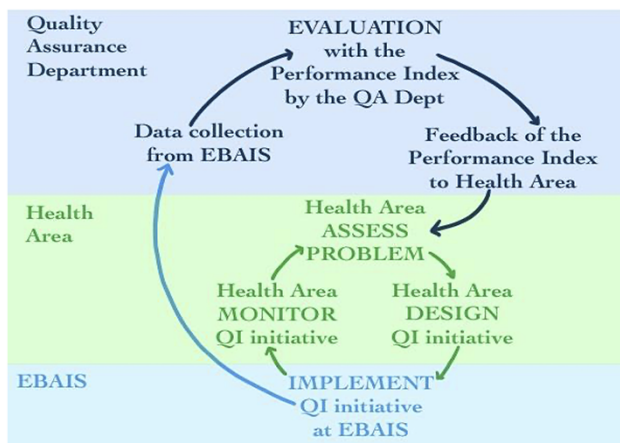 Quality
Assurance
Department
EVALUATION
with the
Performance Index
by the QA Dept
Data collection
from EBAIS
Feedback of the
Performance Index
to Health Area
Health
Area
Health Area
ASSESS
PROBLEM
Health Area
MONITOR
QI initiative
Health Area
DESIGN
QI initiative
EBAIS
IMPLEMENT
QI initiative
at EBAIS